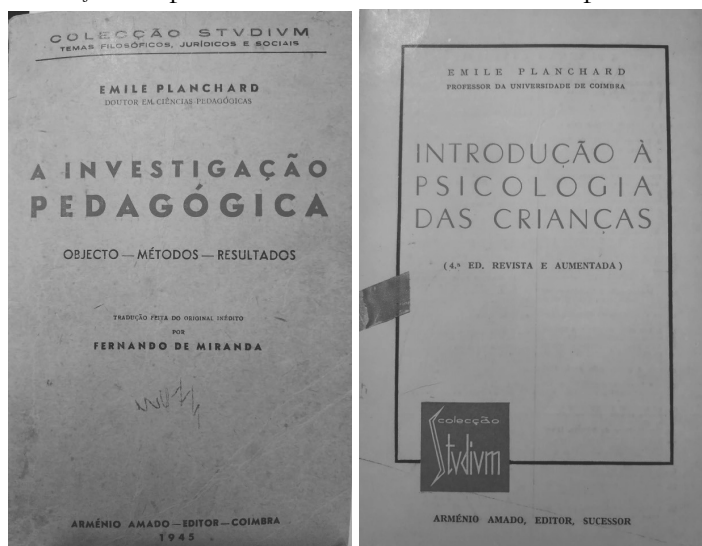 COLECÇÃO STVDIVM
TEMAS FILOSÓFICOS, JURÍDICOS E SOCIAIS
EMILE PLANCHARD
DOUTOR EM CIÊNCIAS PEDAGÓGICAS
A INVESTIGAÇÃO
PEDAGÓGICA
OBJECTO — MÉTODOS — RESULTADOS
TRADUÇÃO FEITA DO ORIGINAL INÉDITO
POR
FERNANDO DE MIRANDA
ARMÉNIO AMADO — EDITOR — COIMBRA
1945
EMILE PLANCHARD
PROFESSOR DA UNIVERSIDADE DE COIMBRA
INTRODUÇÃO À
PSICOLOGIA
DAS CRIANÇAS
(4.ª ED. REVISTA E AUMENTADA)
colecção
Stvdivm
ARMÉNIO AMADO, EDITOR, SUCESSOR